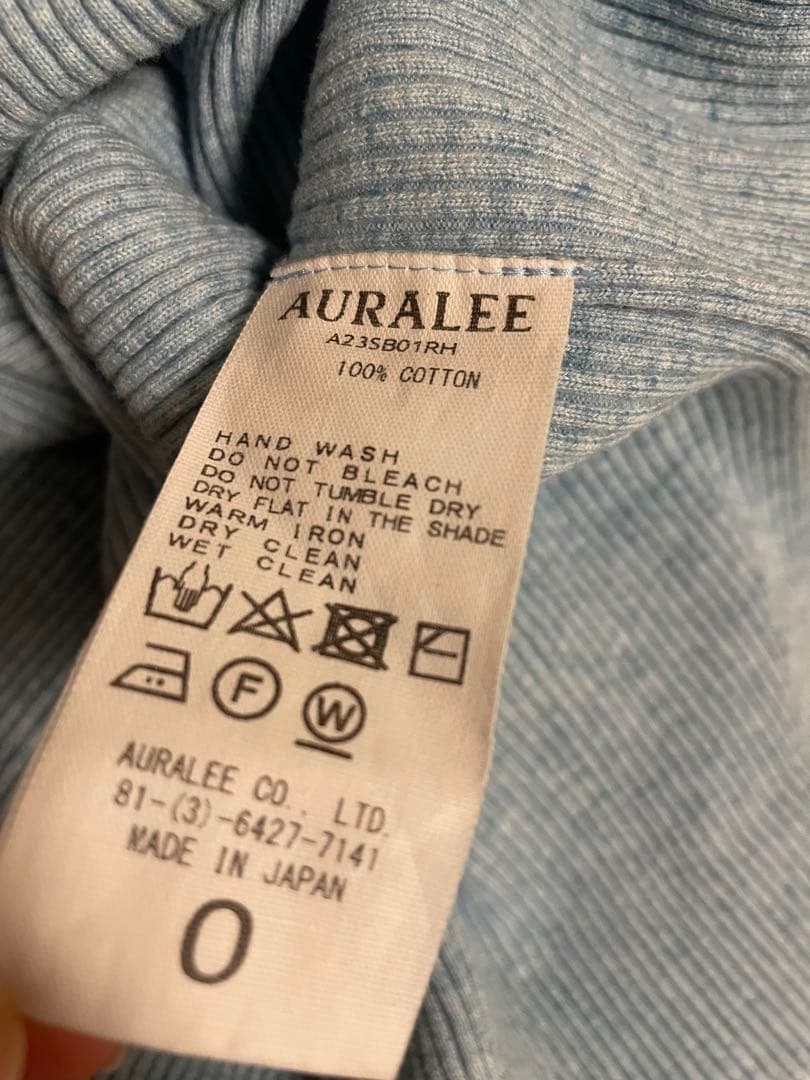 AURALEE
A23SB01RH
100% COTTON
HAND WASH
DO NOT BLEACH
DO NOT TUMBLE DRY
DRY FLAT IN THE SHADE
WARM IRON
DRY CLEAN
WET CLEAN
F W
AURALEE CO., LTD.
81-(3)-6427-7141
MADE IN JAPAN
0